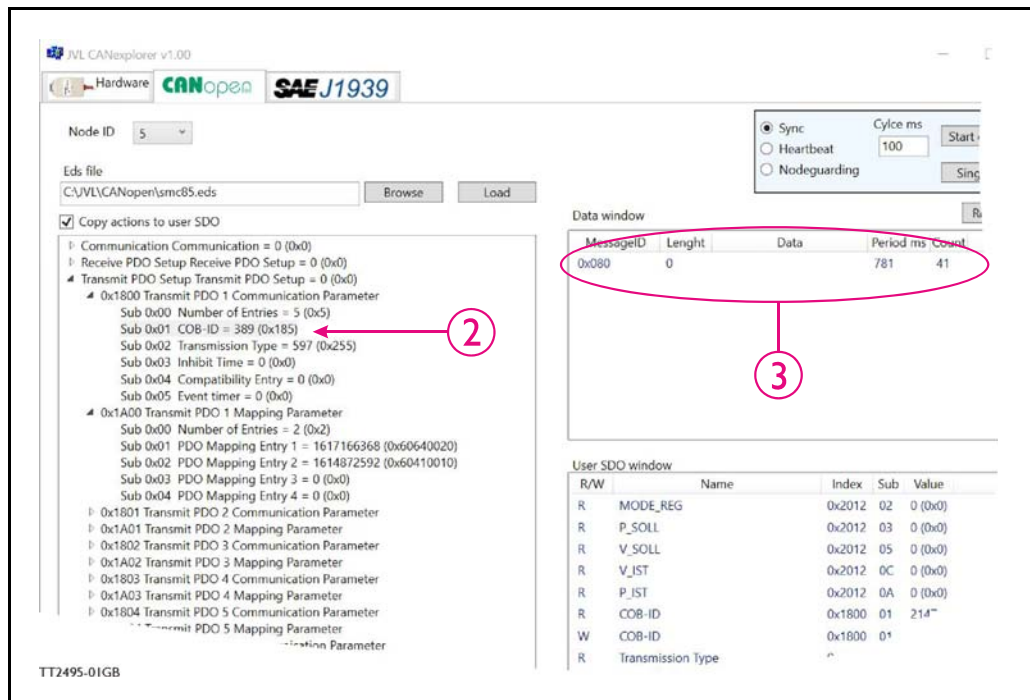 JVL CANexplorer v1.00
Hardware CANopen SAE J1939
Node ID 5
Sync
Heartbeat
Nodeguarding
Cylce ms
100
Start
Sing
Eds file
C:\JVL\CANopen\smc85.eds Browse Load
Copy actions to user SDO
Communication Communication = 0 (0x0)
Receive PDO Setup Receive PDO Setup = 0 (0x0)
Transmit PDO Setup Transmit PDO Setup = 0 (0x0)
0x1800 Transmit PDO 1 Communication Parameter
Sub 0x00 Number of Entries = 5 (0x5)
Sub 0x01 COB-ID = 389 (0x185)
Sub 0x02 Transmission Type = 597 (0x255)
Sub 0x03 Inhibit Time = 0 (0x0)
Sub 0x04 Compatibility Entry = 0 (0x0)
Sub 0x05 Event timer = 0 (0x0)
0x1A00 Transmit PDO 1 Mapping Parameter
Sub 0x00 Number of Entries = 2 (0x2)
Sub 0x01 PDO Mapping Entry 1 = 1617166368 (0x60640020)
Sub 0x02 PDO Mapping Entry 2 = 1614872592 (0x60410010)
Sub 0x03 PDO Mapping Entry 3 = 0 (0x0)
Sub 0x04 PDO Mapping Entry 4 = 0 (0x0)
0x1801 Transmit PDO 2 Communication Parameter
0x1A01 Transmit PDO 2 Mapping Parameter
0x1802 Transmit PDO 3 Communication Parameter
0x1A02 Transmit PDO 3 Mapping Parameter
0x1803 Transmit PDO 4 Communication Parameter
0x1A03 Transmit PDO 4 Mapping Parameter
0x1804 Transmit PDO 5 Communication Parameter
PDO 5 Mapping Parameter
Parameter
2
Data window
MessageID Lenght Data Period ms Count
0x080 0 781 41
3
User SDO window
R/W Name Index Sub Value
R MODE_REG 0x2012 02 0 (0x0)
R P_SOLL 0x2012 03 0 (0x0)
R V_SOLL 0x2012 05 0 (0x0)
R V_IST 0x2012 0C 0 (0x0)
R P_IST 0x2012 0A 0 (0x0)
R COB-ID 0x1800 01
W COB-ID 0x1800
R Transmission Type
TT2495-01GB